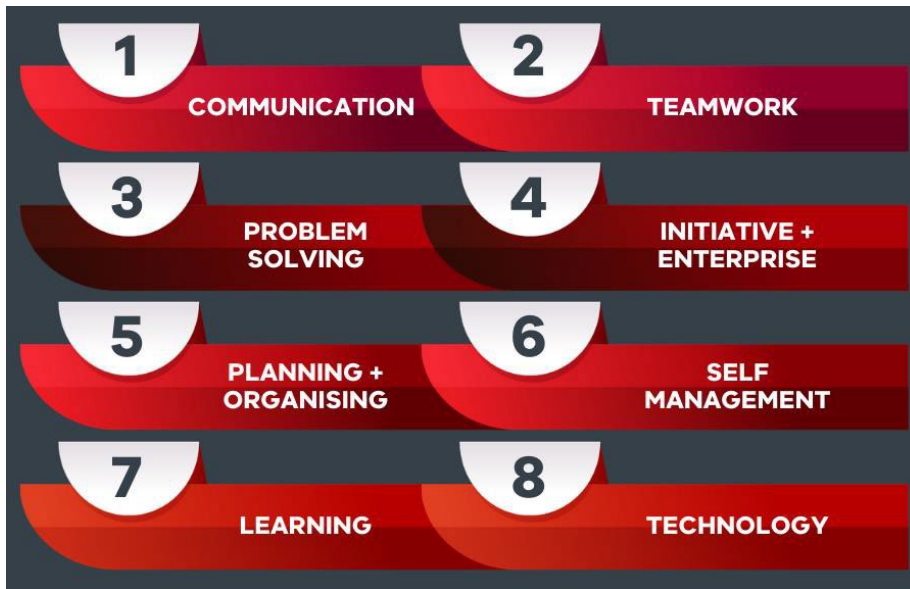 1
COMMUNICATION
2
TEAMWORK
3
PROBLEM
SOLVING
4
INITIATIVE +
ENTERPRISE
5
PLANNING +
ORGANISING
6
SELF
MANAGEMENT
7
LEARNING
8
TECHNOLOGY